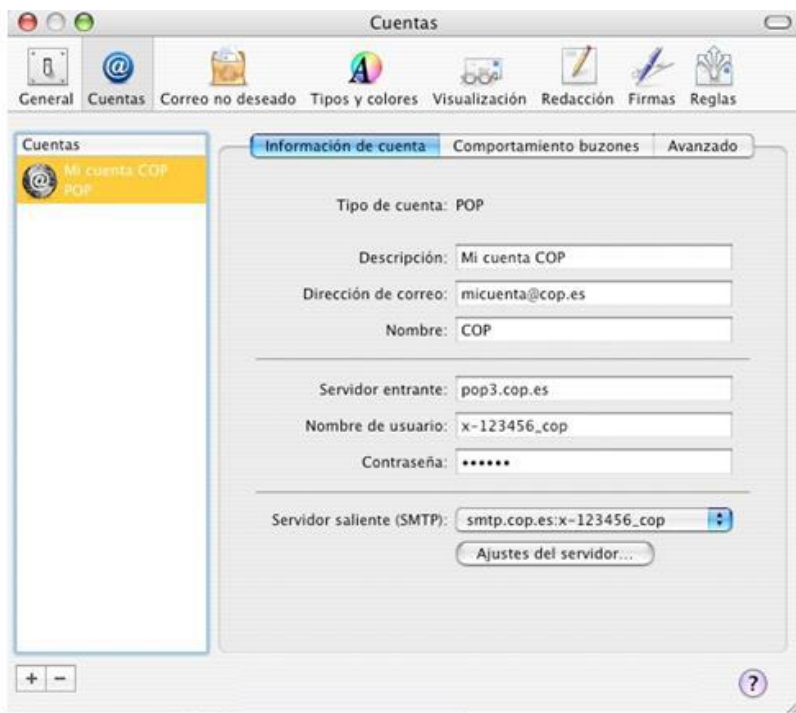 Cuentas
General Cuentas Correo no deseado Tipos y colores Visualización Redacción Firmas Reglas
Cuentas
Mi cuenta COP
POP
Información de cuenta Comportamiento buzones Avanzado
Tipo de cuenta: POP
Descripción: Mi cuenta COP
Dirección de correo: micuenta@cop.es
Nombre: COP
Servidor entrante: pop3.cop.es
Nombre de usuario: x-123456_cop
Contraseña: ••••••
Servidor saliente (SMTP): smtp.cop.es:x-123456_cop
Ajustes del servidor...
+ − ?